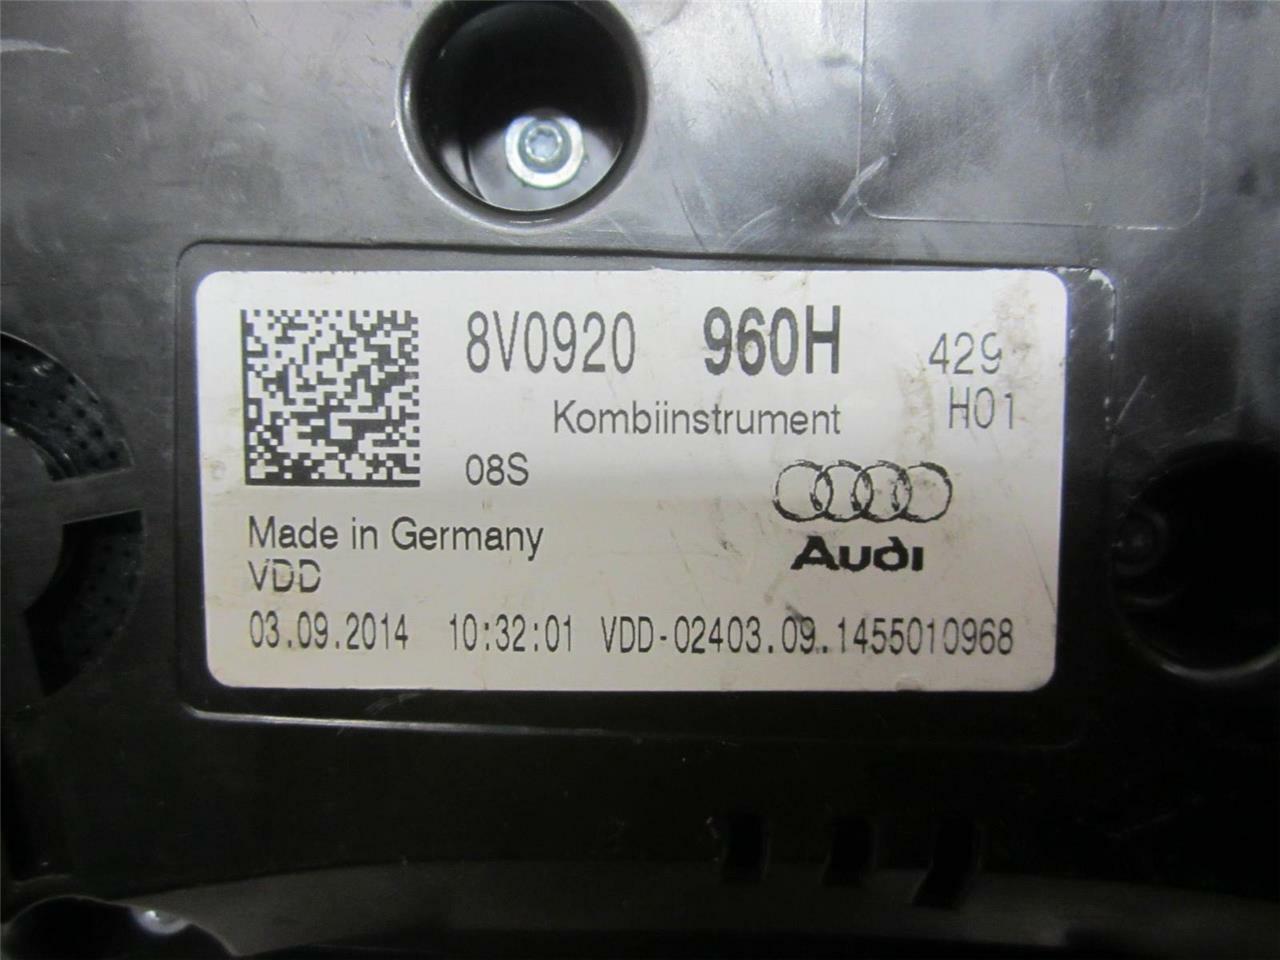 8V0920 960H 429
Kombiinstrument H01
08S
Audi
Made in Germany
VDD
03.09.2014 10:32:01 VDD-02403.09..1455010968